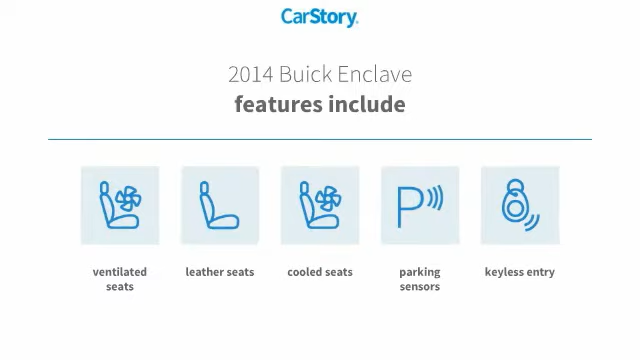 CarStory
2014 Buick Enclave
features include
P
ventilated
seats
leather seats
cooled seats
parking
sensors
keyless entry